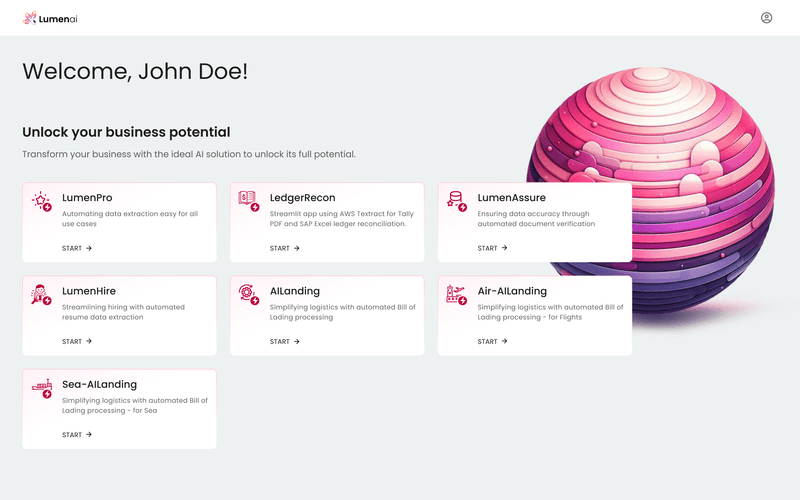 Lumenai
Welcome, John Doe!
Unlock your business potential
Transform your business with the ideal AI solution to unlock its full potential.
LumenPro
Automating data extraction easy for all
use cases
START
LedgerRecon
Streamlit app using AWS Textract for Tally
PDF and SAP Excel ledger reconciliation.
START
LumenAssure
Ensuring data accuracy through
automated document verification
START
LumenHire
Streamlining hiring with automated
resume data extraction
START
AILanding
Simplifying logistics with automated Bill of
Lading processing
START
Air-AILanding
Simplifying logistics with automated Bill of
Lading processing - for Flights
START
Sea-AILanding
Simplifying logistics with automated Bill of
Lading processing - for Sea
START